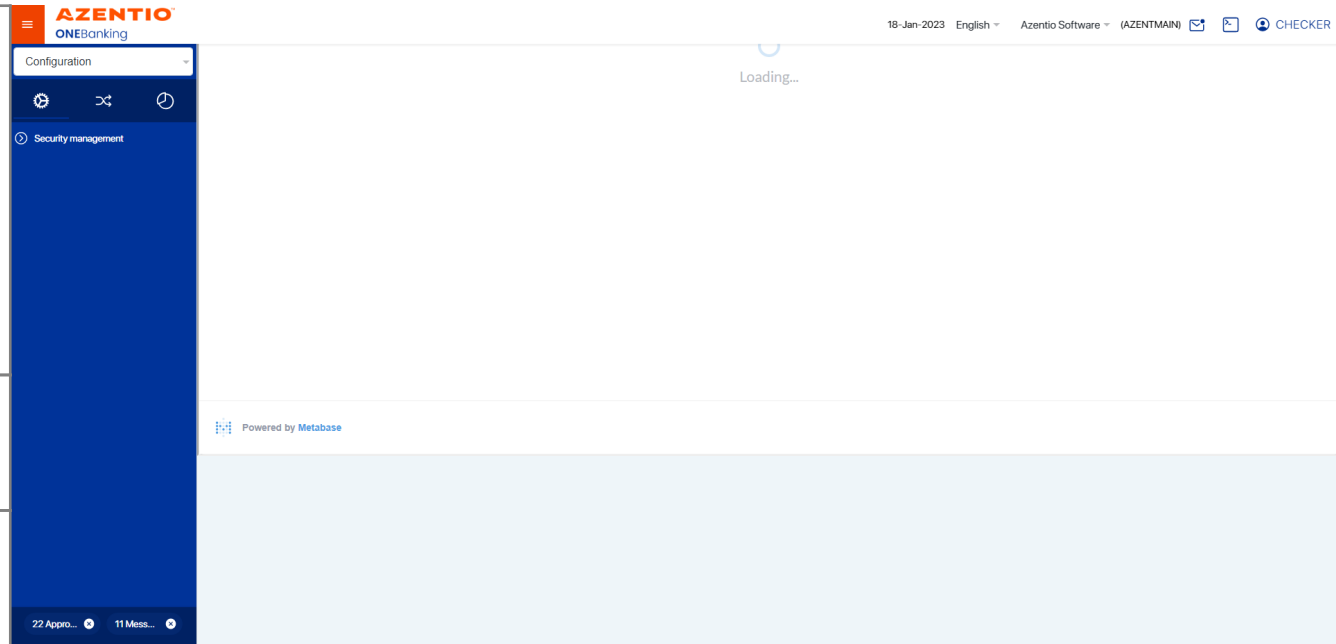 AZENTIO
ONEBanking
18-Jan-2023 English Azentio Software (AZENTMAIN) CHECKER
Configuration
Loading...
Security management
Powered by Metabase
22 Appro... 11 Mess...